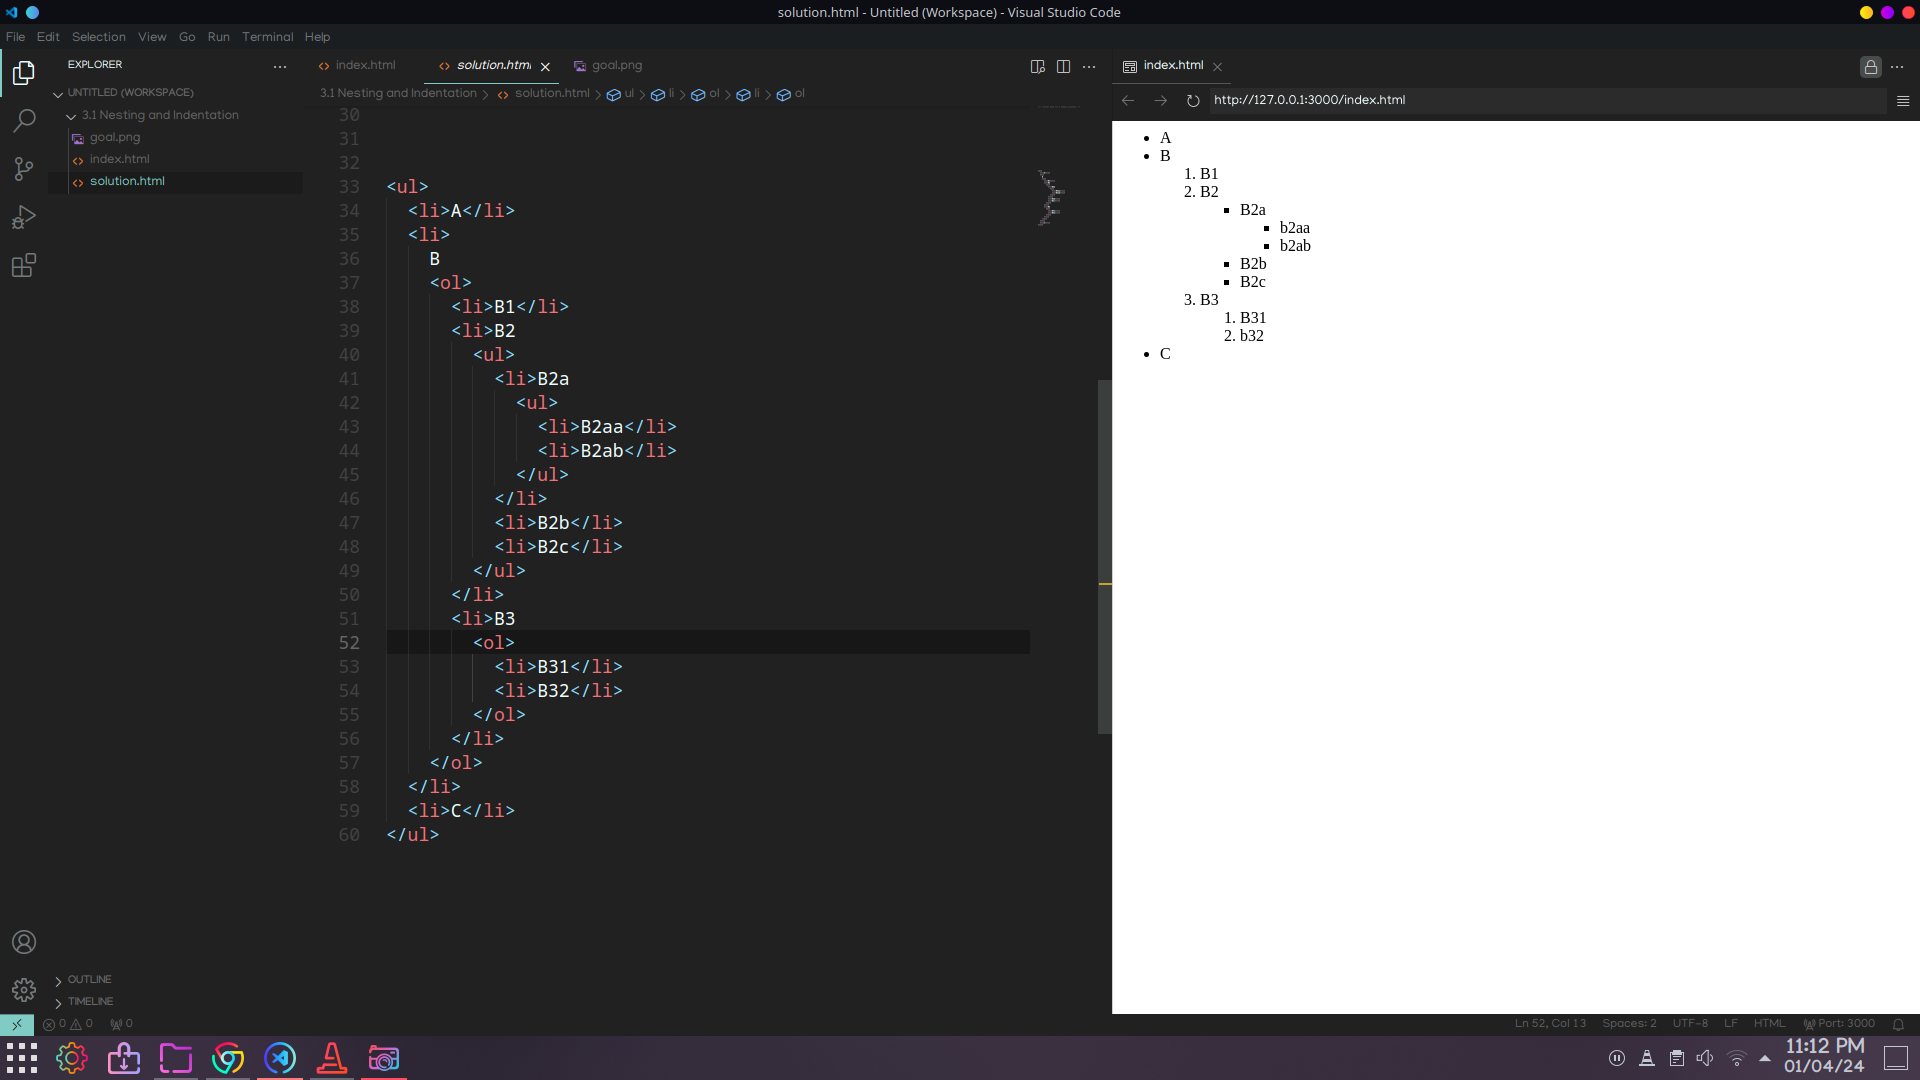 solution.html - Untitled (Workspace) - Visual Studio Code
File Edit Selection View Go Run Terminal Help
EXPLORER
UNTITLED (WORKSPACE)
3.1 Nesting and Indentation
goal.png
index.html
solution.html
OUTLINE
TIMELINE
index.html
solution.html
goal.png
3.1 Nesting and Indentation > solution.html > ul > li > ol > li > ol
30
31
32
33 <ul>
34 <li>A</li>
35 <li>
36 B
37 <ol>
38 <li>B1</li>
39 <li>B2
40 <ul>
41 <li>B2a
42 <ul>
43 <li>B2aa</li>
44 <li>B2ab</li>
45 </ul>
46 </li>
47 <li>B2b</li>
48 <li>B2c</li>
49 </ul>
50 </li>
51 <li>B3
52 <ol>
53 <li>B31</li>
54 <li>B32</li>
55 </ol>
56 </li>
57 </ol>
58 </li>
59 <li>C</li>
60 </ul>
index.html
http://127.0.0.1:3000/index.html
A
B
1. B1
2. B2
B2a
b2aa
b2ab
B2b
B2c
3. B3
1. B31
2. b32
C
0 0 0
Ln 52, Col 13 Spaces: 2 UTF-8 LF HTML Port: 3000
11:12 PM
01/04/24